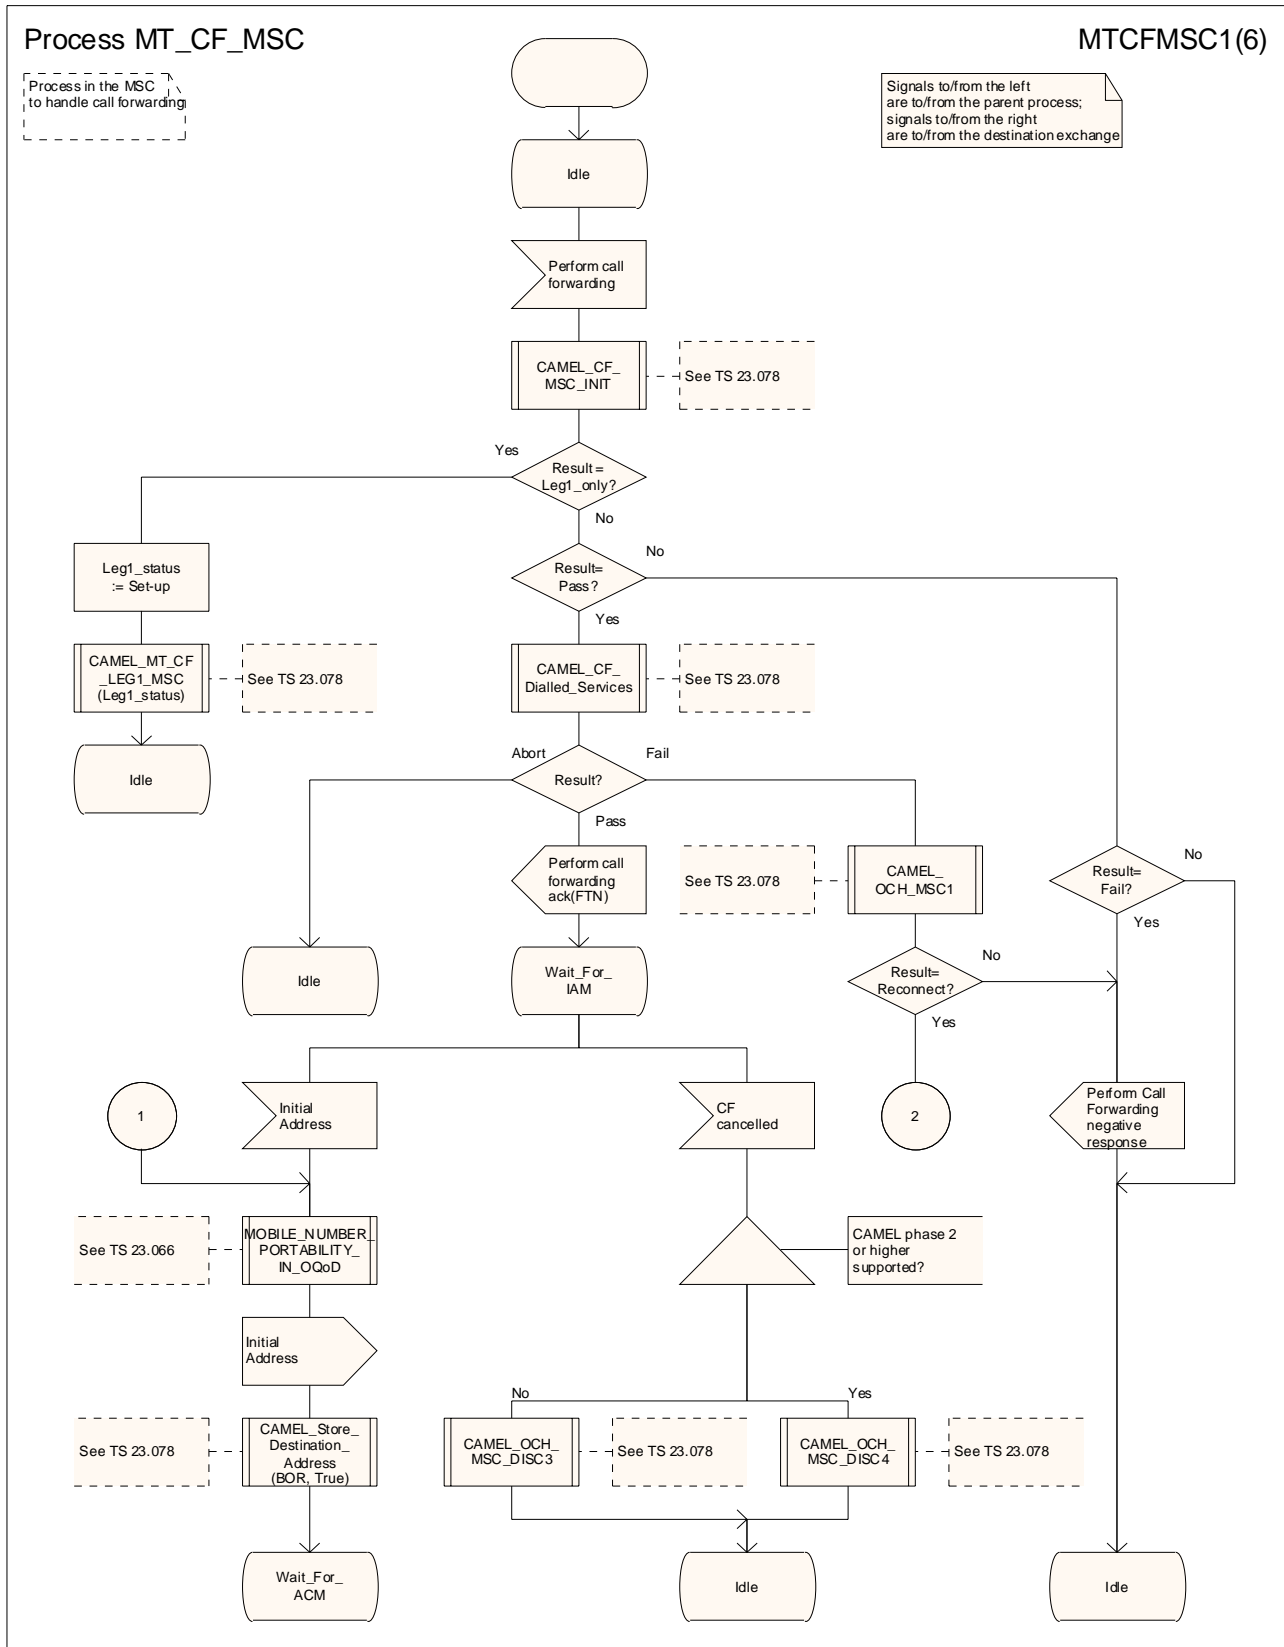 Process MT_CF_MSC
MTCFMSC1(6)
Process in the MSC
to handle call forwarding
Signals to/from the left
are to/from the parent process;
signals to/from the right
are to/from the destination exchange
Idle
Perform call
forwarding
CAMEL_CF_
MSC_INIT
See TS 23.078
Yes
Result =
Leg1_only?
No
Leg1_status
:= Set-up
Result=
Pass?
No
Yes
CAMEL_MT_CF
_LEG1_MSC
(Leg1_status)
See TS 23.078
CAMEL_CF_
Dialled_Services
See TS 23.078
Idle
Abort
Fail
Result?
Pass
Perform call
forwarding
ack(FTN)
See TS 23.078
CAMEL_
OCH_MSC1
Result=
Fail?
No
Yes
Idle
Wait_For_
IAM
Result=
Reconnect?
No
Yes
1
Initial
Address
CF
cancelled
2
Perform Call
Forwarding
negative
response
See TS 23.066
MOBILE_NUMBER_
PORTABILITY_
IN_OQoD
CAMEL phase 2
or higher
supported?
Initial
Address
No
Yes
See TS 23.078
CAMEL_Store_
Destination_
Address
(BOR, True)
CAMEL_OCH_
MSC_DISC3
See TS 23.078
CAMEL_OCH_
MSC_DISC4
See TS 23.078
Wait_For_
ACM
Idle
Idle